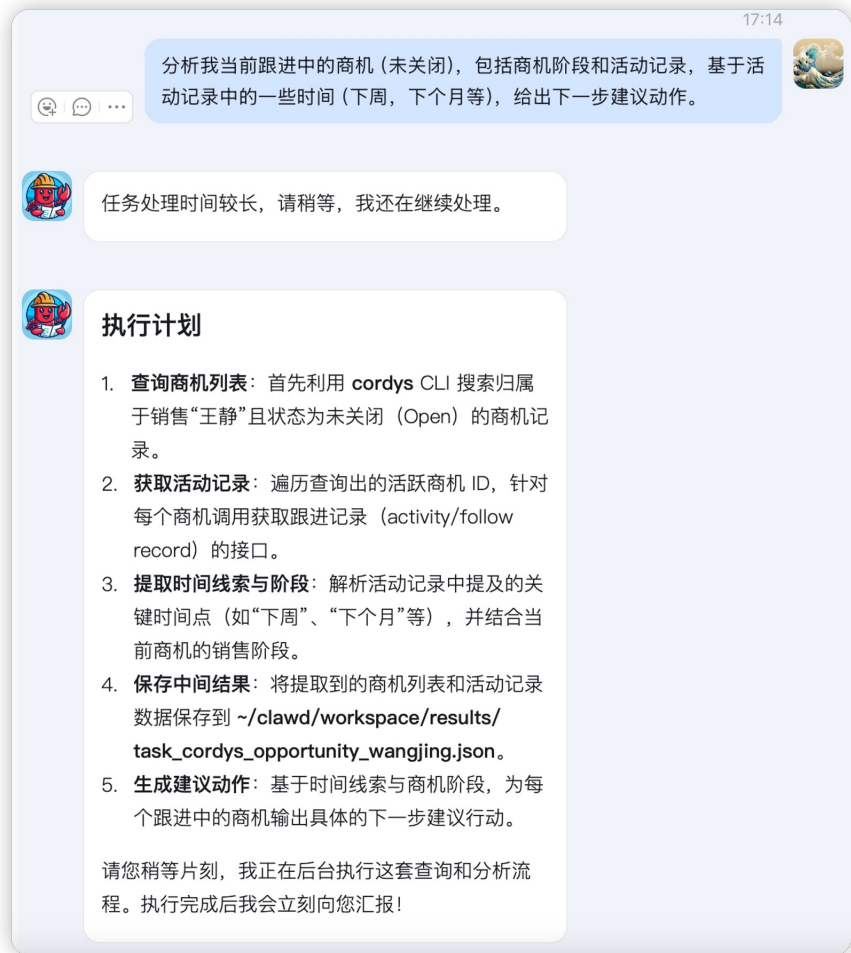 17:14
分析我当前跟进中的商机（未关闭），包括商机阶段和活动记录，基于活
动记录中的一些时间（下周，下个月等），给出下一步建议动作。
任务处理时间较长，请稍等，我还在继续处理。
执行计划
1. 查询商机列表：首先利用 cordys CLI 搜索归属
于销售“王静”且状态为未关闭（Open）的商机记
录。
2. 获取活动记录：遍历查询出的活跃商机 ID，针对
每个商机调用获取跟进记录（activity/follow
record）的接口。
3. 提取时间线索与阶段：解析活动记录中提及的关
键时间点（如“下周”、“下个月”等），并结合当
前商机的销售阶段。
4. 保存中间结果：将提取到的商机列表和活动记录
数据保存到 ~/clawd/workspace/results/
task_cordys_opportunity_wangjing.json。
5. 生成建议动作：基于时间线索与商机阶段，为每
个跟进中的商机输出具体的下一步建议行动。
请您稍等片刻，我正在后台执行这套查询和分析流
程。执行完成后我会立刻向您汇报！